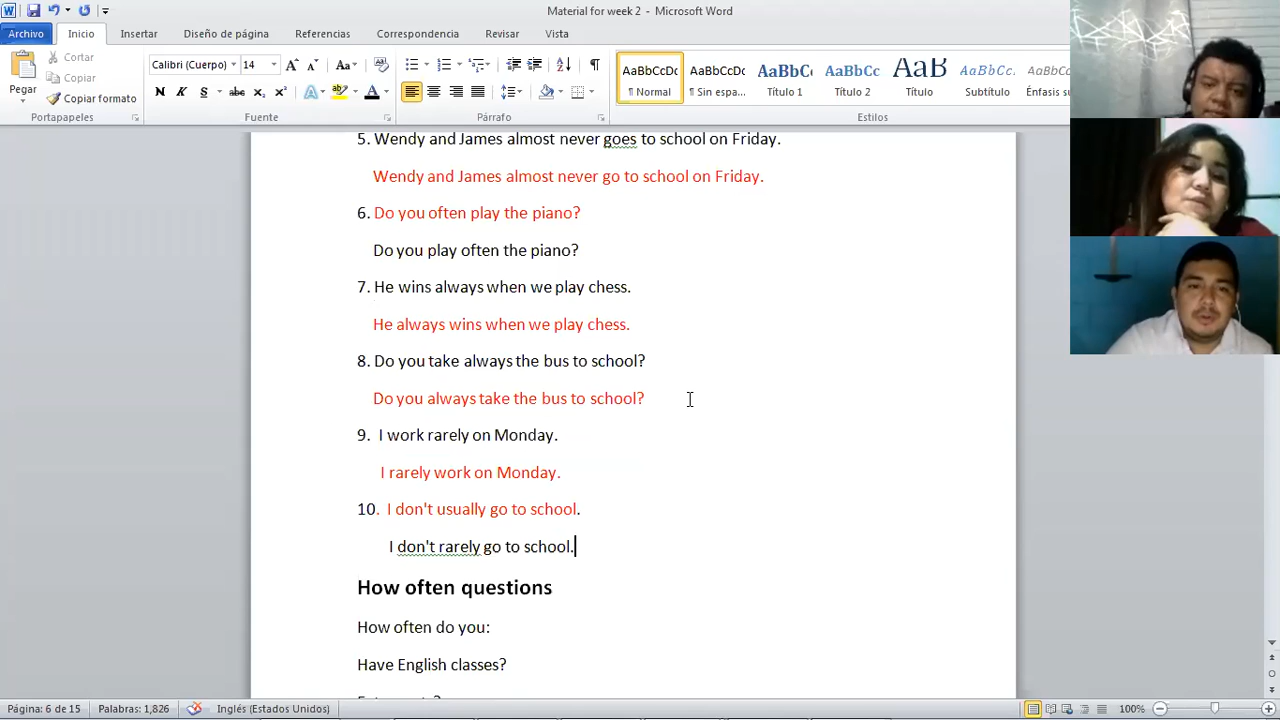 Material for week 2 - Microsoft Word
Archivo Inicio Insertar Diseño de página Referencias Correspondencia Revisar Vista
Pegar
Cortar
Copiar
Copiar formato
Portapapeles
Calibri (Cuerpo) 14
Fuente
Párrafo
AaBbCcDc AaBbCcDc AaBbC AaBbCc AaB AaBbCcL AaBbCcDc
¶ Normal ¶ Sin espa... Título 1 Título 2 Título Subtítulo Énfasis su
Estilos
5. Wendy and James almost never goes to school on Friday.
Wendy and James almost never go to school on Friday.
6. Do you often play the piano?
Do you play often the piano?
7. He wins always when we play chess.
He always wins when we play chess.
8. Do you take always the bus to school?
Do you always take the bus to school?
9. I work rarely on Monday.
I rarely work on Monday.
10. I don't usually go to school.
I don't rarely go to school.
How often questions
How often do you:
Have English classes?
Página: 6 de 15 Palabras: 1,826 Inglés (Estados Unidos) 100%